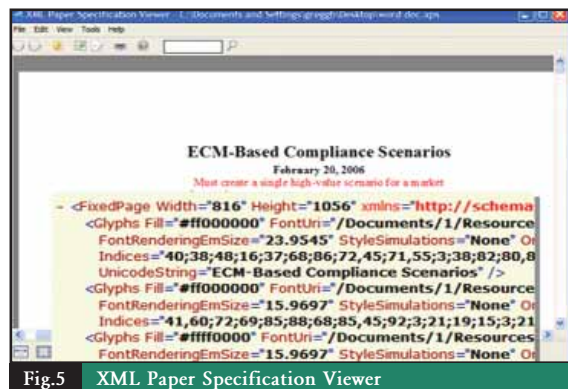 XML Paper Specification Viewer - C:\Documents and Settings\greggh\Desktop\word doc.xps
File Edit View Tools Help
ECM-Based Compliance Scenarios
February 20, 2006
Must create a single high-value scenario for a market
- <FixedPage Width="816" Height="1056" xmlns="http://schema
<Glyphs Fill="#ff000000" FontUri="/Documents/1/Resource
FontRenderingEmSize="23.9545" StyleSimulations="None" Or
Indices="40;38;48;16;37;68;86;72,45;71,55;3;38;82;80,8
UnicodeString="ECM-Based Compliance Scenarios" />
<Glyphs Fill="#ff000000" FontUri="/Documents/1/Resource
FontRenderingEmSize="15.9697" StyleSimulations="None" Or
Indices="41,60;72;69;85;88;68;85,45;92;3;21;19;15;3;21
<Glyphs Fill="#ffff0000" FontUri="/Documents/1/Resources
FontRenderingEmSize="15.9697" StyleSimulations="None" Or
Fig.5 XML Paper Specification Viewer